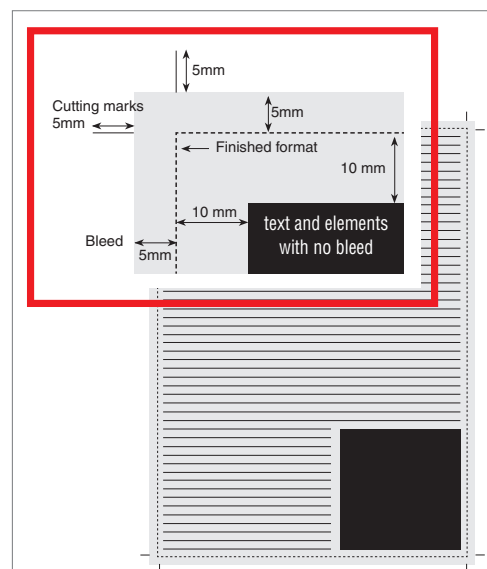 5mm
Cutting marks
5mm
5mm
Finished format
10 mm
10 mm
text and elements
with no bleed
Bleed
5mm